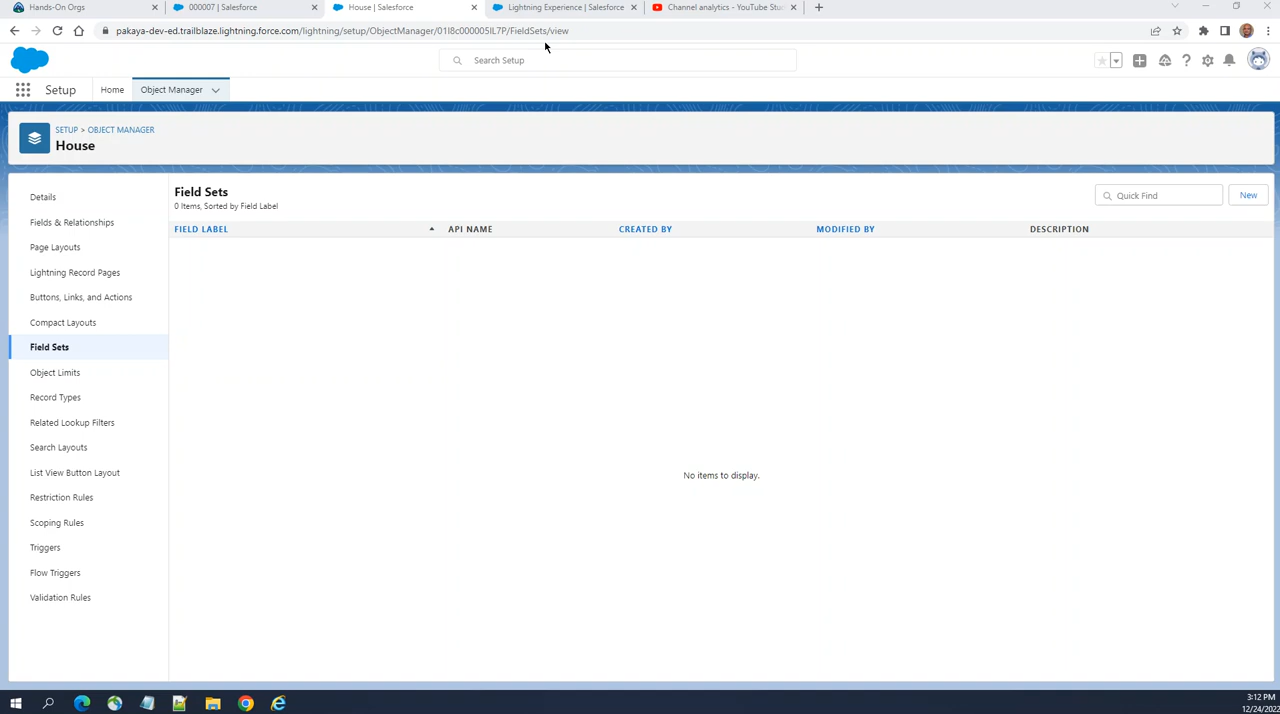 Hands-On Orgs
000007 | Salesforce
House | Salesforce
Lightning Experience | Salesforce
Channel analytics - YouTube Stu
pakaya-dev-ed.trailblaze.lightning.force.com/lightning/setup/ObjectManager/01I8c000005IL7P/FieldSets/view
Search Setup
Setup
Home
Object Manager
SETUP > OBJECT MANAGER
House
Details
Fields & Relationships
Page Layouts
Lightning Record Pages
Buttons, Links, and Actions
Compact Layouts
Field Sets
Object Limits
Record Types
Related Lookup Filters
Search Layouts
List View Button Layout
Restriction Rules
Scoping Rules
Triggers
Flow Triggers
Validation Rules
Field Sets
0 Items, Sorted by Field Label
Quick Find
New
FIELD LABEL
API NAME
CREATED BY
MODIFIED BY
DESCRIPTION
No items to display.
3:12 PM
12/24/2022